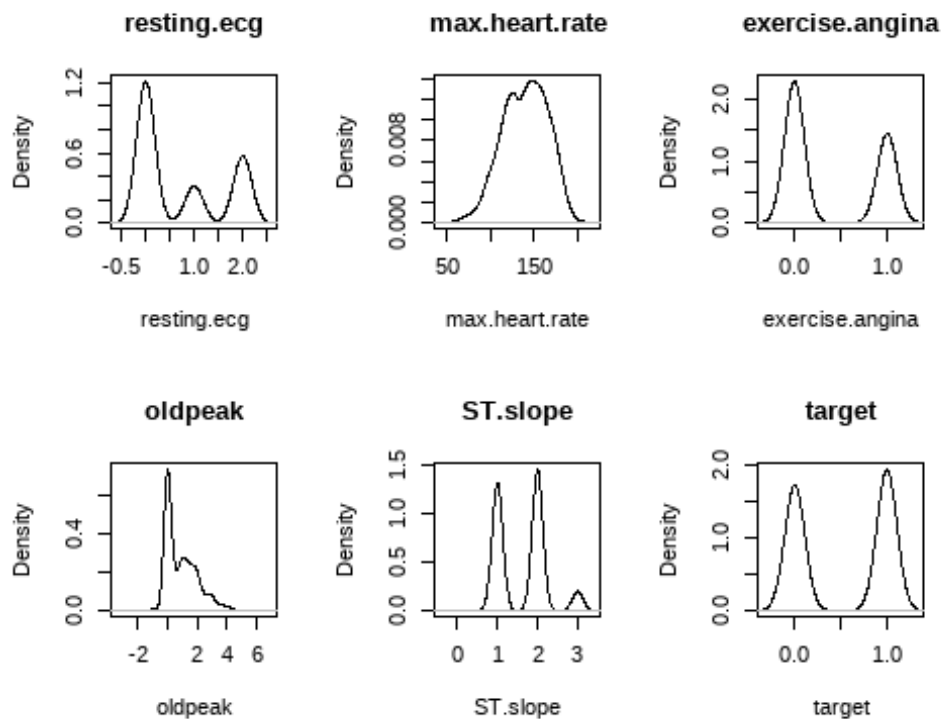 resting.ecg
max.heart.rate
exercise.angina
Density
0.0 0.6 1.2
-0.5 1.0 2.0
resting.ecg
Density
0.000 0.008
50 150
max.heart.rate
Density
0.0 1.0 2.0
0.0 1.0
exercise.angina
oldpeak
ST.slope
target
Density
0.0 0.4
-2 2 4 6
oldpeak
Density
0.0 0.5 1.0 1.5
0 1 2 3
ST.slope
Density
0.0 1.0 2.0
0.0 1.0
target